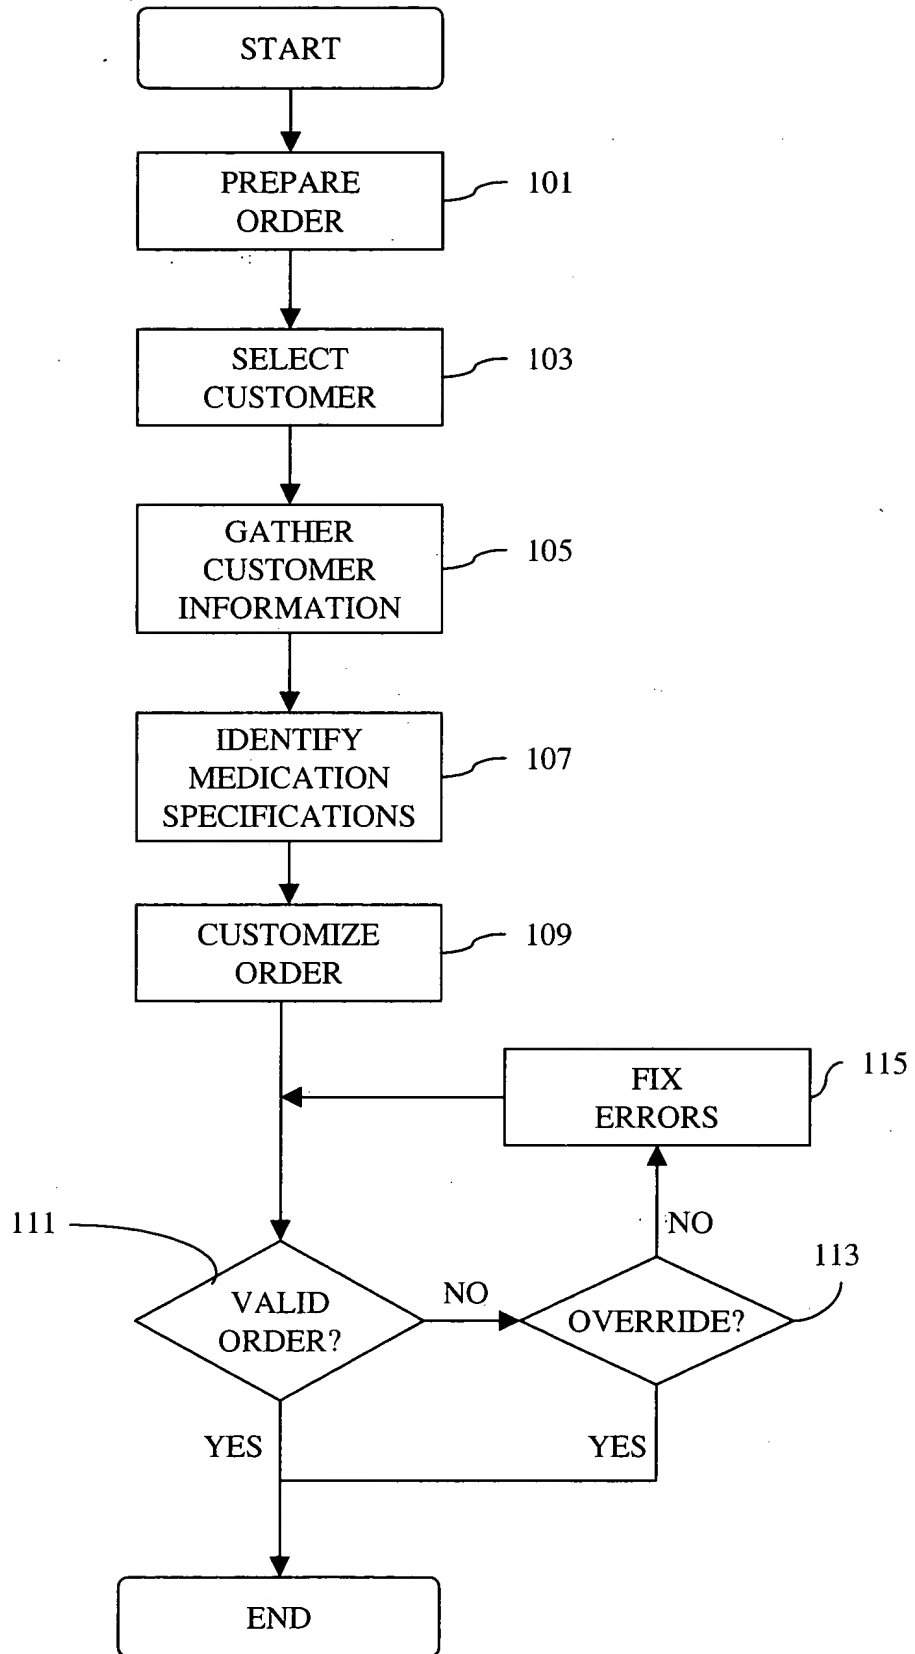 START
PREPARE
ORDER
101
SELECT
CUSTOMER
103
GATHER
CUSTOMER
INFORMATION
105
IDENTIFY
MEDICATION
SPECIFICATIONS
107
CUSTOMIZE
ORDER
109
FIX
ERRORS
115
111
NO
113
VALID
ORDER?
NO
OVERRIDE?
YES
YES
END